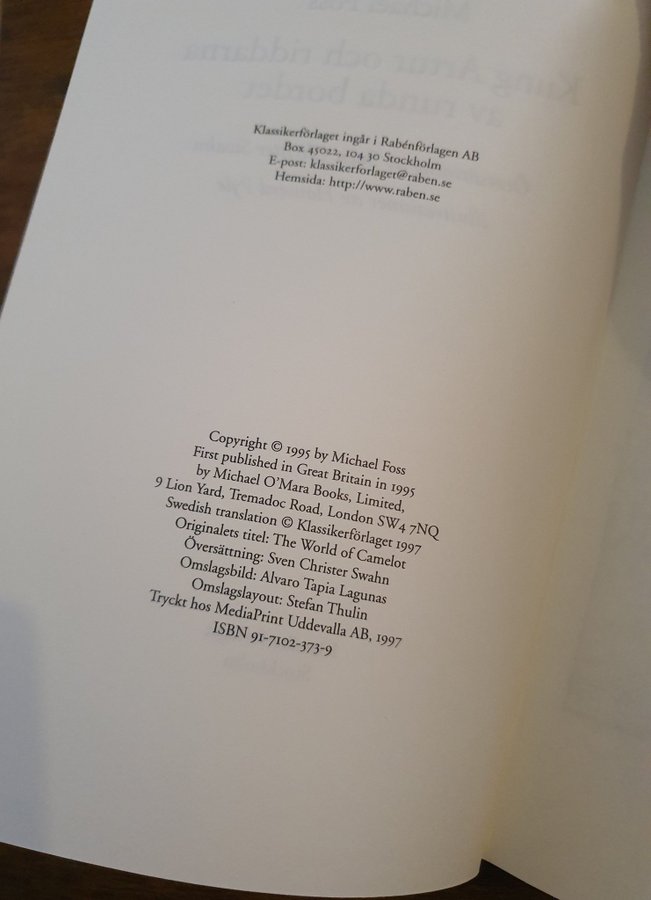 Klassikerförlaget ingår i Rabénförlagen AB
Box 45022, 104 30 Stockholm
E-post: klassikerforlaget@raben.se
Hemsida: http://www.raben.se
Copyright © 1995 by Michael Foss
First published in Great Britain in 1995
by Michael O'Mara Books, Limited,
9 Lion Yard, Tremadoc Road, London SW4 7NQ
Swedish translation © Klassikerförlaget 1997
Originalets titel: The World of Camelot
Översättning: Sven Christer Swahn
Omslagsbild: Alvaro Tapia Lagunas
Omslagslayout: Stefan Thulin
Tryckt hos MediaPrint Uddevalla AB, 1997
ISBN 91-7102-373-9